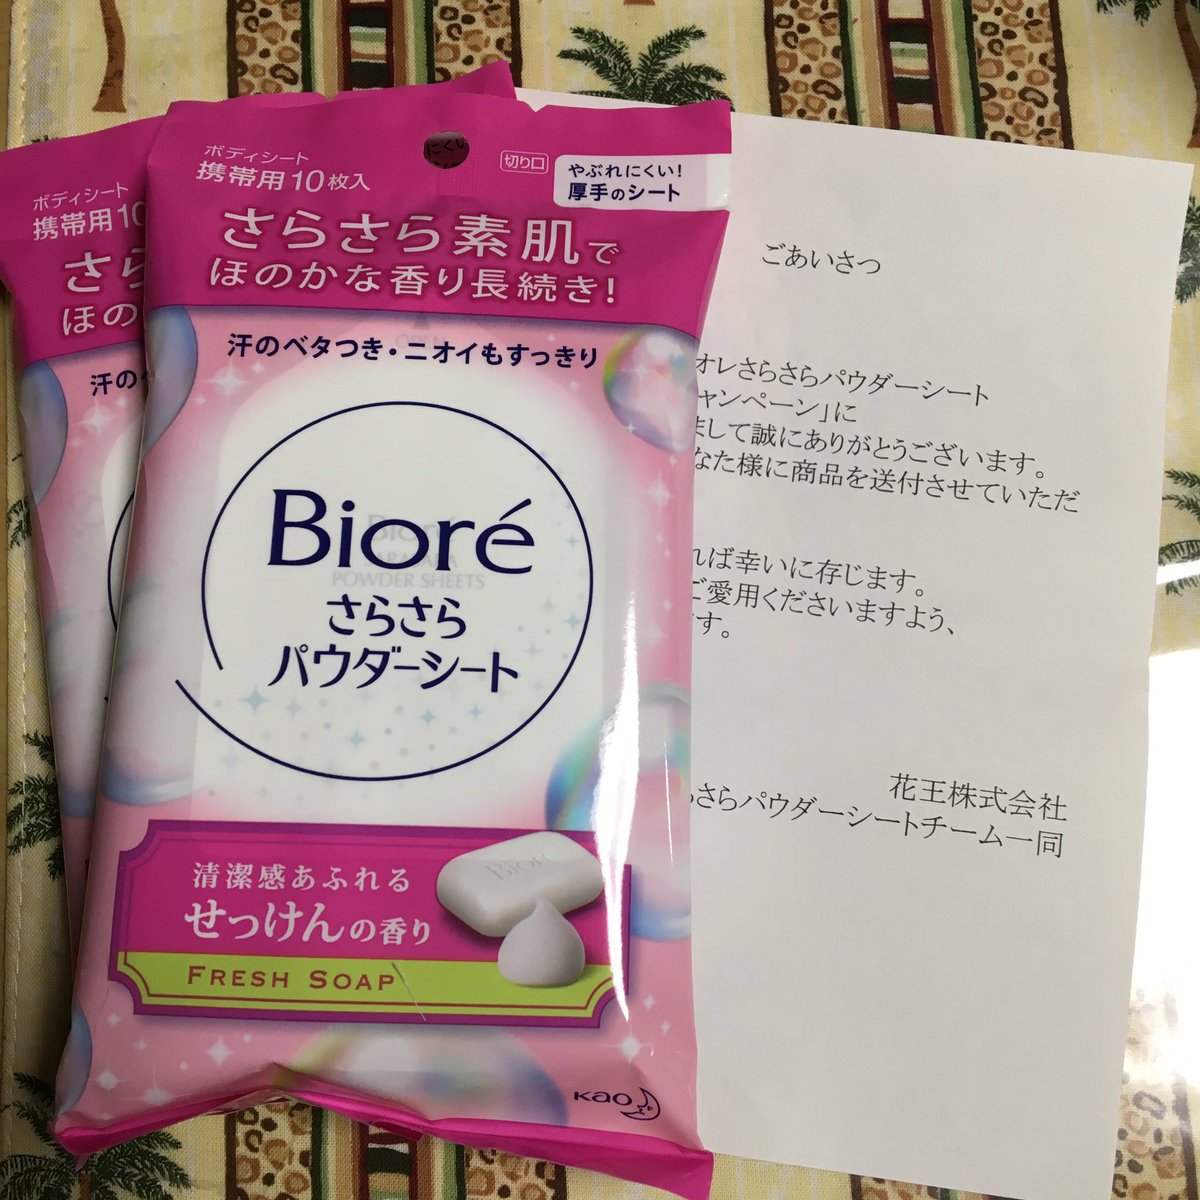 ボディシート
携帯用10
さら
ほの
汗のベ
ボディシート
携帯用10枚入
にくい
切り口
やぶれにくい!
厚手のシート
さらさら素肌で
ほのかな香り長続き!
汗のベタつき・ニオイもすっきり
Bioré
POWDER SHEETS
さらさら
パウダーシート
清潔感あふれる
せっけんの香り
FRESH SOAP
Bioré
Kao
ごあいさつ
オレさらさらパウダーシート
ャンペーン」に
まして誠にありがとうございます。
なた様に商品を送付させていただ
れば幸いに存じます。
ご愛用くださいますよう、
ます。
花王株式会社
らさらパウダーシートチーム一同